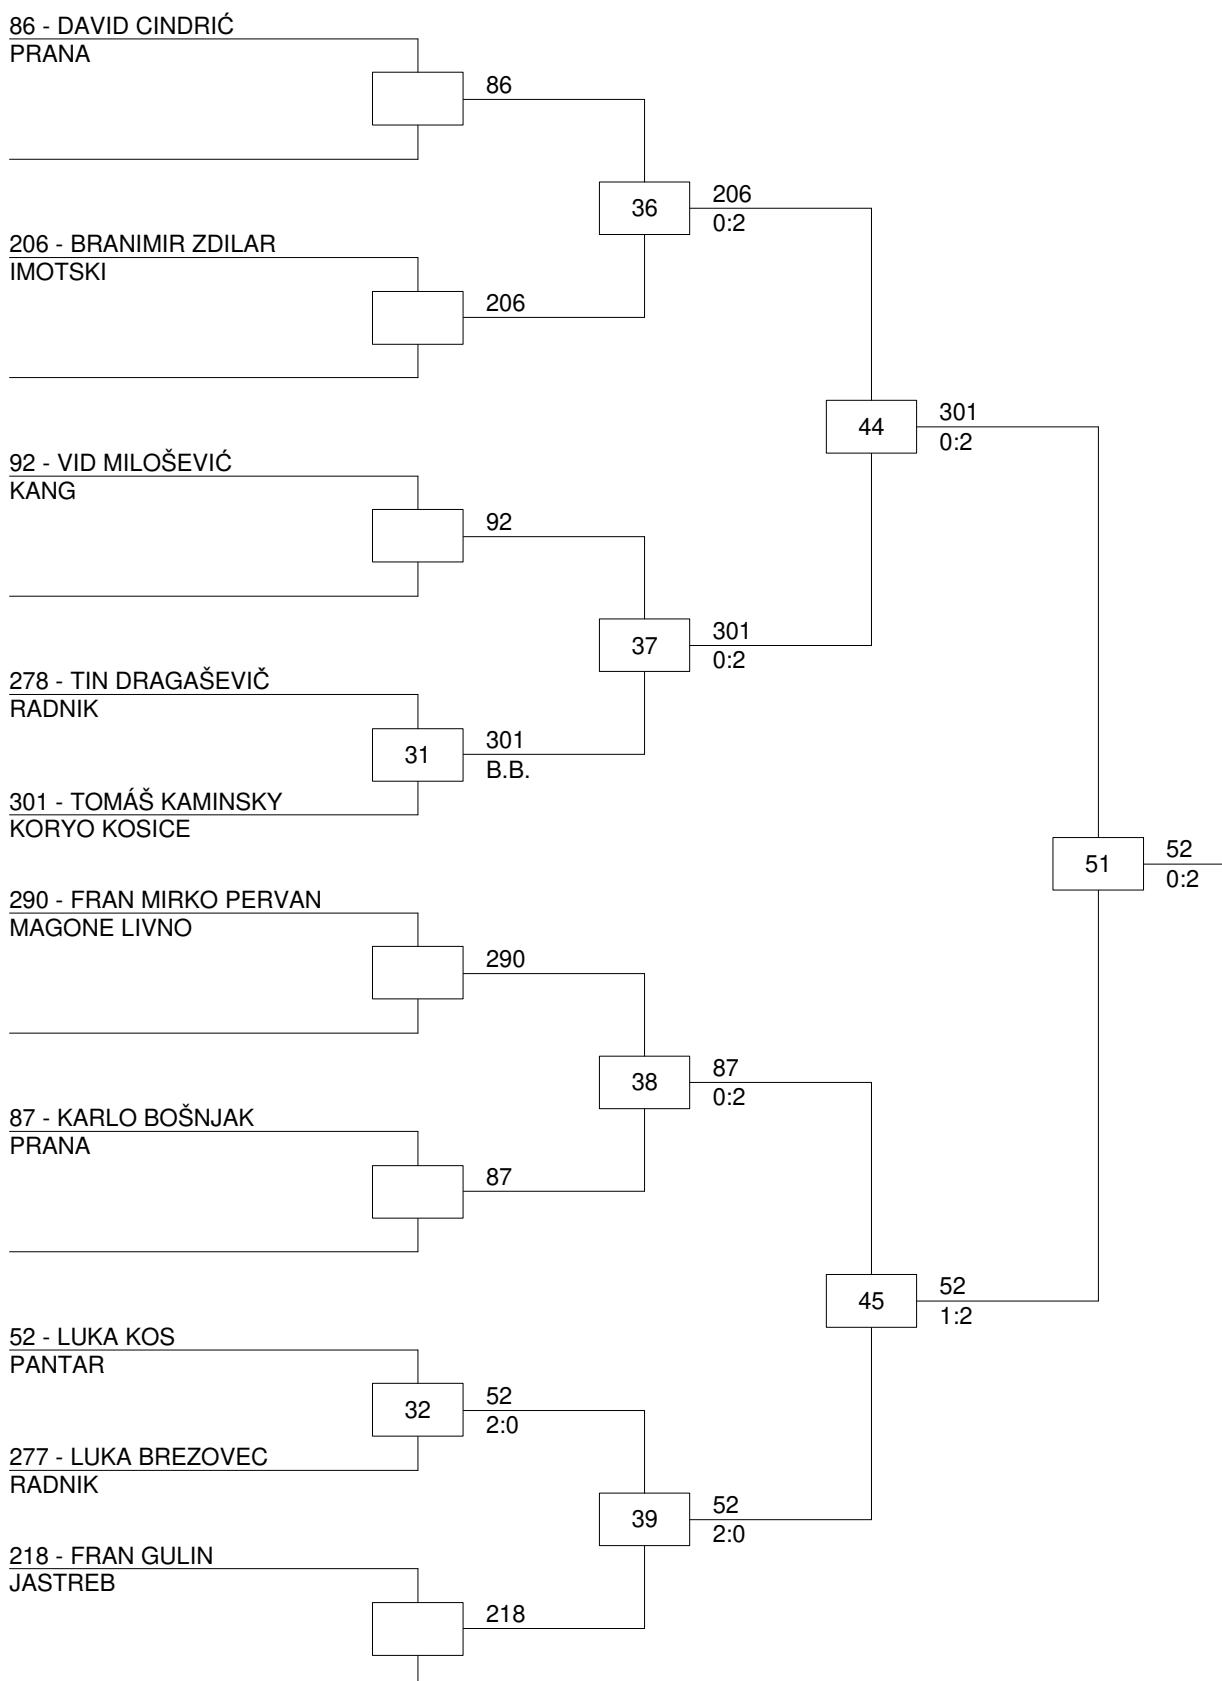 86 - DAVID CINDRIĆ
PRANA
86
36
206
0:2
206 - BRANIMIR ZDILAR
IMOTSKI
206
44
301
0:2
92 - VID MILOŠEVIĆ
KANG
92
37
301
0:2
278 - TIN DRAGAŠEVIČ
RADNIK
31
301
B.B.
301 - TOMÁŠ KAMINSKY
KORYO KOSICE
51
52
0:2
290 - FRAN MIRKO PERVAN
MAGONE LIVNO
290
38
87
0:2
87 - KARLO BOŠNJAK
PRANA
87
45
52
1:2
52 - LUKA KOS
PANTAR
32
52
2:0
277 - LUKA BREZOVEC
RADNIK
39
52
2:0
218 - FRAN GULIN
JASTREB
218